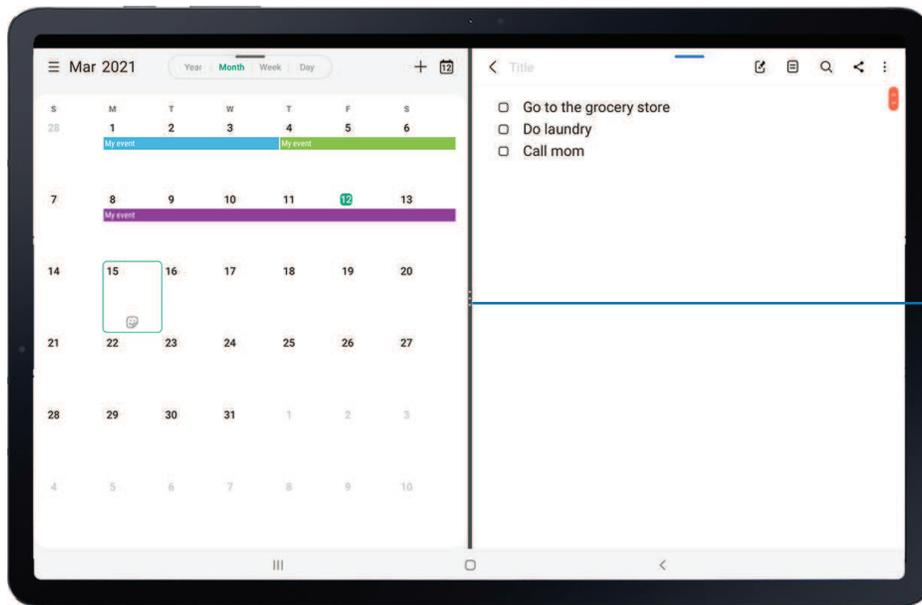 Mar 2021
Year Month Week Day
12
S M T W T F S
28 1 2 3 4 5 6
My event My event
7 8 9 10 11 12 13
My event
14 15 16 17 18 19 20
21 22 23 24 25 26 27
28 29 30 31 1 2 3
4 5 6 7 8 9 10
Title
Go to the grocery store
Do laundry
Call mom